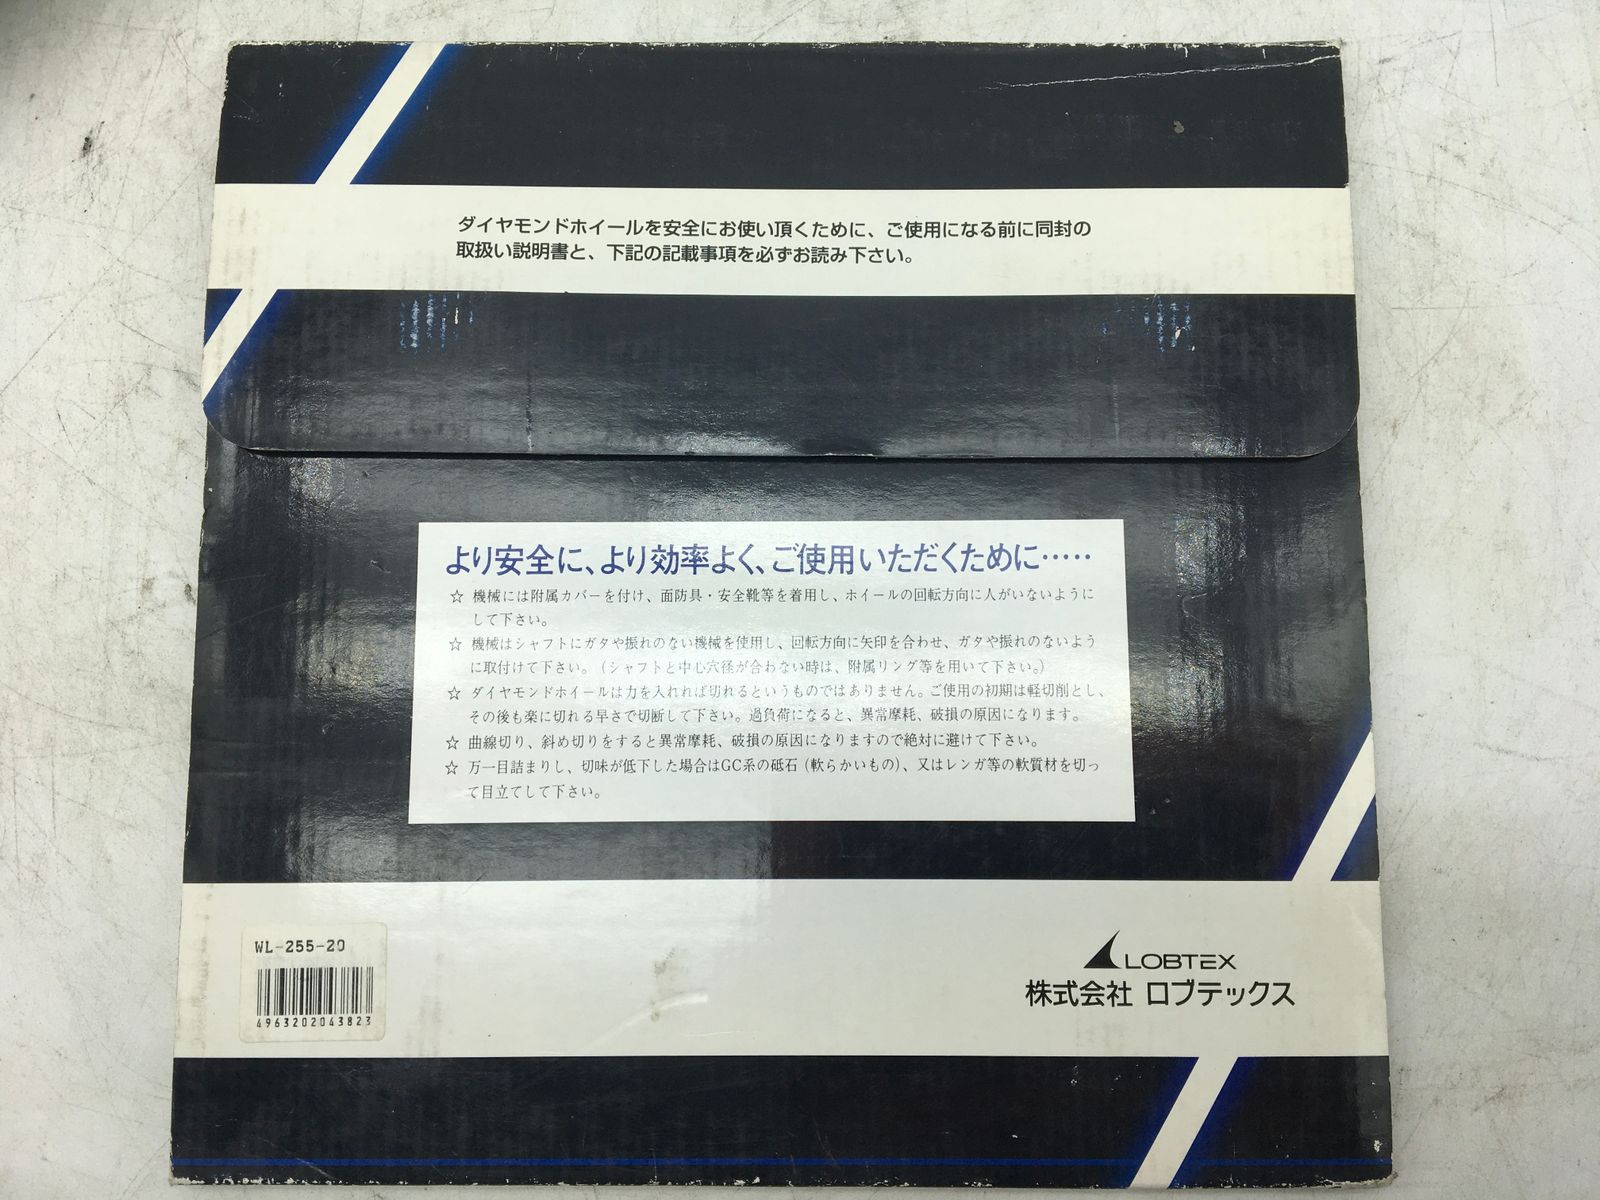 ダイヤモンドホイールを安全にお使い頂くために、ご使用になる前に同封の
取扱い説明書と、下記の記載事項を必ずお読み下さい。
より安全に、より効率よく、ご使用いただくために……
☆ 機械には附属カバーを付け、面防具・安全靴等を着用し、ホイールの回転方向に人がいないように
して下さい。
☆ 機械はシャフトにガタや振れのない機械を使用し、回転方向に矢印を合わせ、ガタや振れのないよう
に取付けて下さい。（シャフトと中心穴径が合わない時は、附属リング等を用いて下さい。）
☆ ダイヤモンドホイールは力を入れれば切れるというものではありません。ご使用の初期は軽切削とし、
その後も楽に切れる早さで切断して下さい。過負荷になると、異常摩耗、破損の原因になります。
☆ 曲線切り、斜め切りをすると異常摩耗、破損の原因になりますので絶対に避けて下さい。
☆ 万一目詰まりし、切味が低下した場合はGC系の砥石（軟らかいもの）、又はレンガ等の軟質材を切っ
て目立てして下さい。
WL-255-20
4963202043823
LOBTEX
株式会社 ロブテックス